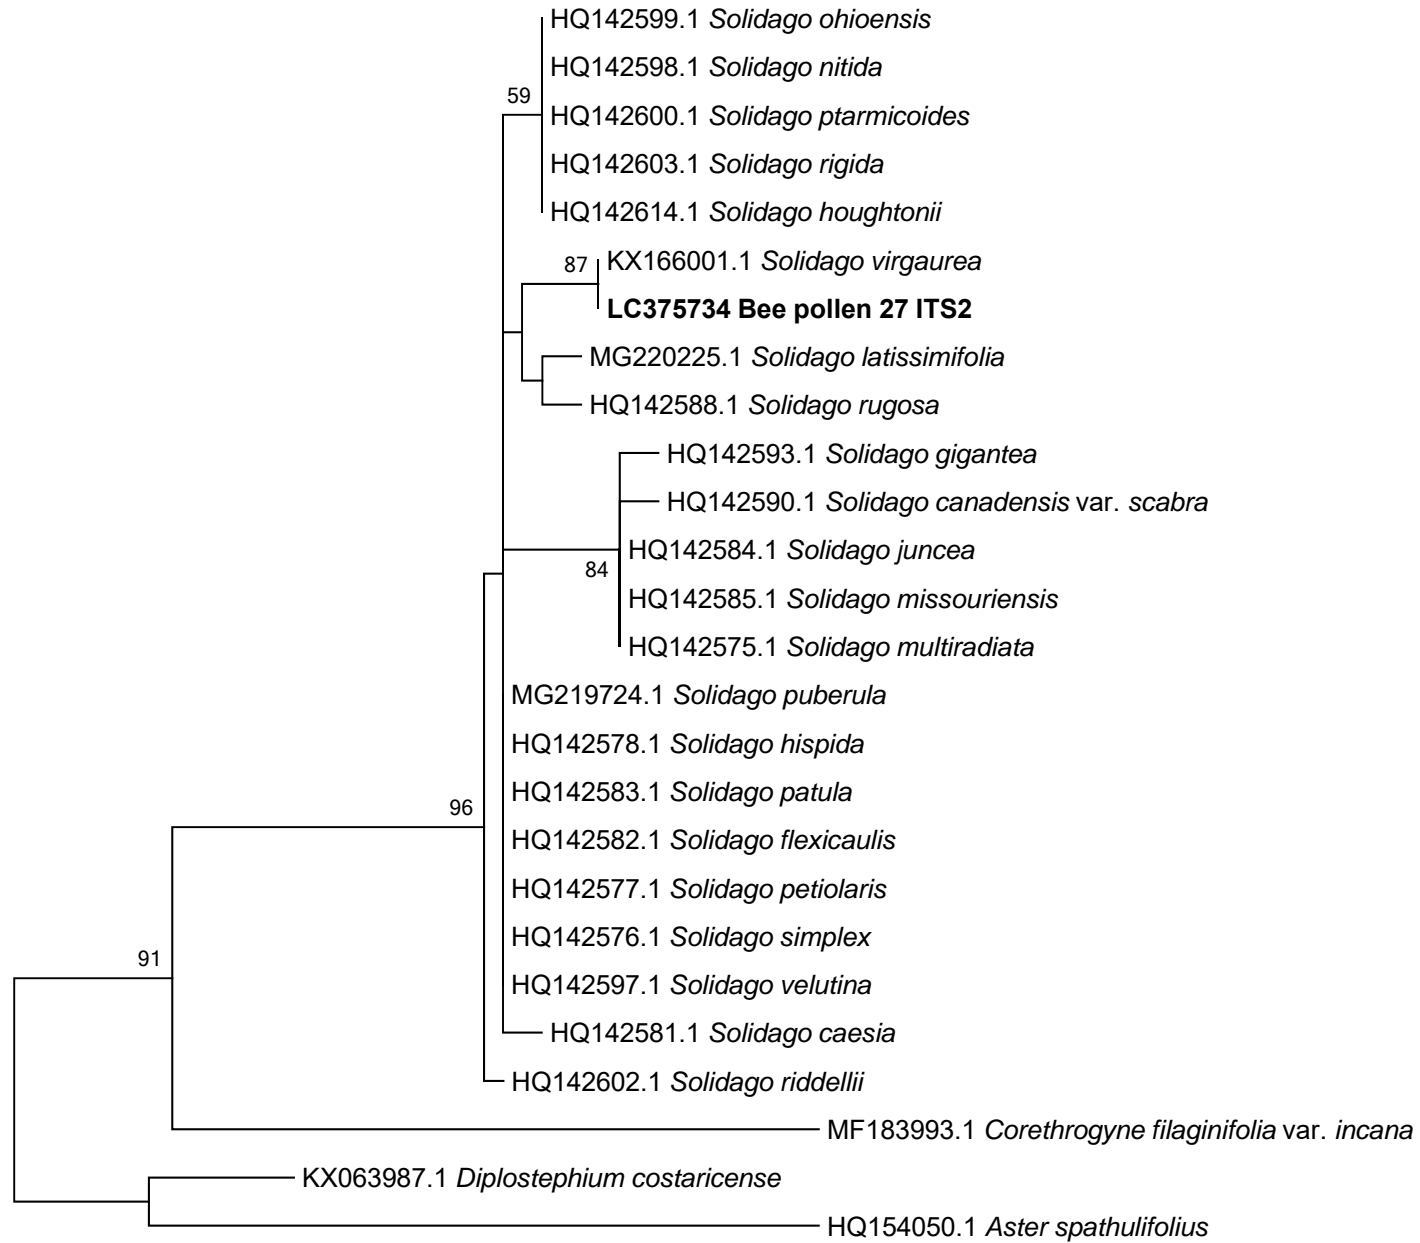 HQ142599.1 Solidago ohioensis
HQ142598.1 Solidago nitida
59
HQ142600.1 Solidago ptarmicoides
HQ142603.1 Solidago rigida
HQ142614.1 Solidago houghtonii
87
KX166001.1 Solidago virgaurea
LC375734 Bee pollen 27 ITS2
MG220225.1 Solidago latissimifolia
HQ142588.1 Solidago rugosa
HQ142593.1 Solidago gigantea
HQ142590.1 Solidago canadensis var. scabra
HQ142584.1 Solidago juncea
84
HQ142585.1 Solidago missouriensis
HQ142575.1 Solidago multiradiata
MG219724.1 Solidago puberula
HQ142578.1 Solidago hispida
HQ142583.1 Solidago patula
96
HQ142582.1 Solidago flexicaulis
HQ142577.1 Solidago petiolaris
HQ142576.1 Solidago simplex
91
HQ142597.1 Solidago velutina
HQ142581.1 Solidago caesia
HQ142602.1 Solidago riddellii
MF183993.1 Corethrogyne filaginifolia var. incana
KX063987.1 Diplostephium costaricense
HQ154050.1 Aster spathulifolius